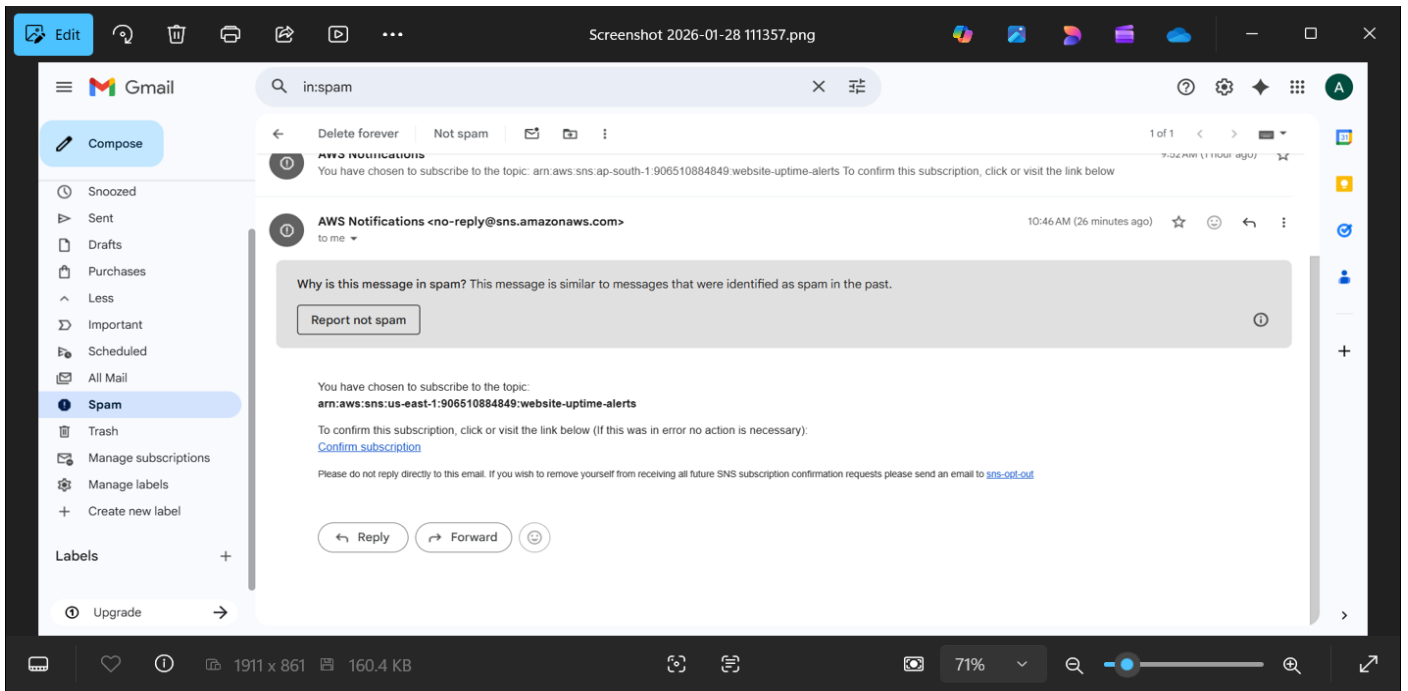 Edit
Screenshot 2026-01-28 111357.png
Gmail
in:spam
A
Compose
Delete forever
Not spam
1 of 1
31
Snoozed
Sent
Drafts
Purchases
Less
Important
Scheduled
All Mail
Spam
Trash
Manage subscriptions
Manage labels
Create new label
Labels
Upgrade
AWS Notifications
9:52 AM (1 hour ago)
You have chosen to subscribe to the topic: arn:aws:sns:ap-south-1:906510884849:website-uptime-alerts To confirm this subscription, click or visit the link below
AWS Notifications <no-reply@sns.amazonaws.com>
10:46 AM (26 minutes ago)
to me
Why is this message in spam? This message is similar to messages that were identified as spam in the past.
Report not spam
You have chosen to subscribe to the topic:
arn:aws:sns:us-east-1:906510884849:website-uptime-alerts
To confirm this subscription, click or visit the link below (If this was in error no action is necessary):
Confirm subscription
Please do not reply directly to this email. If you wish to remove yourself from receiving all future SNS subscription confirmation requests please send an email to sns-opt-out
Reply
Forward
1911 x 861
160.4 KB
71%